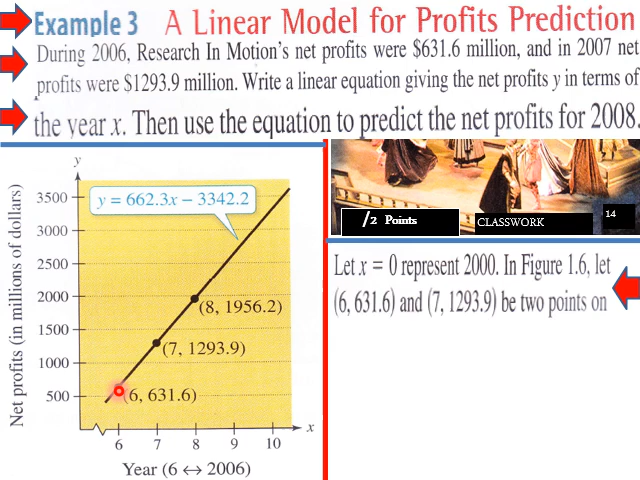 Example 3 A Linear Model for Profits Prediction
During 2006, Research In Motion's net profits were $631.6 million, and in 2007 net
profits were $1293.9 million. Write a linear equation giving the net profits y in terms of
the year x. Then use the equation to predict the net profits for 2008.
y
y = 662.3x − 3342.2
Net profits (in millions of dollars)
3500
3000
2500
2000
1500
1000
500
(8, 1956.2)
(7, 1293.9)
(6, 631.6)
6 7 8 9 10
x
Year (6 ↔ 2006)
/2 Points
CLASSWORK
14
Let x = 0 represent 2000. In Figure 1.6, let
(6, 631.6) and (7, 1293.9) be two points on